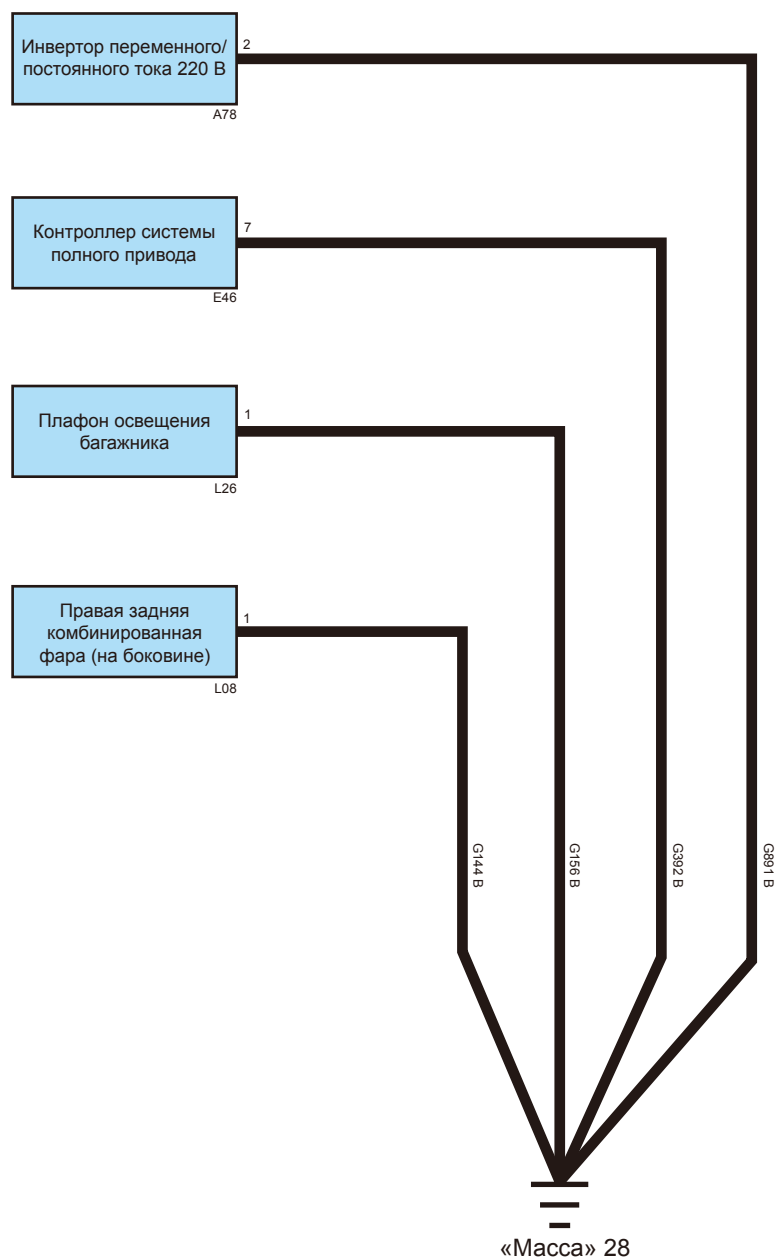 Инвертор переменного/
постоянного тока 220 В
2
A78
Контроллер системы
полного привода
7
E46
Плафон освещения
багажника
1
L26
Правая задняя
комбинированная
фара (на боковине)
1
L08
G144 B
G156 B
G392 B
G891 B
«Масса» 28